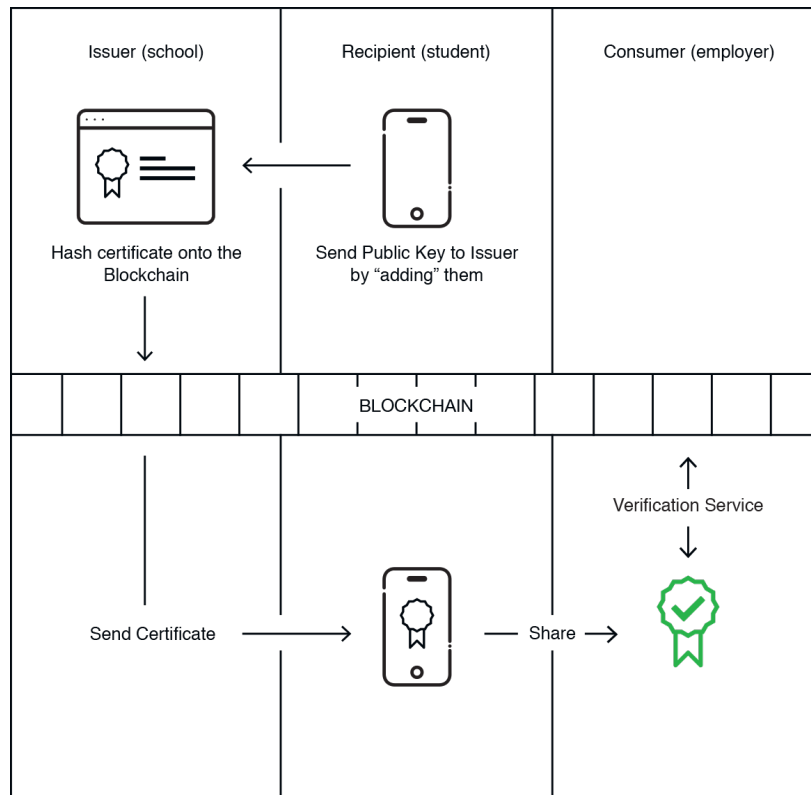 Issuer (school)
Recipient (student)
Consumer (employer)
Hash certificate onto the
Blockchain
Send Public Key to Issuer
by “adding” them
BLOCKCHAIN
Verification Service
Send Certificate
Share